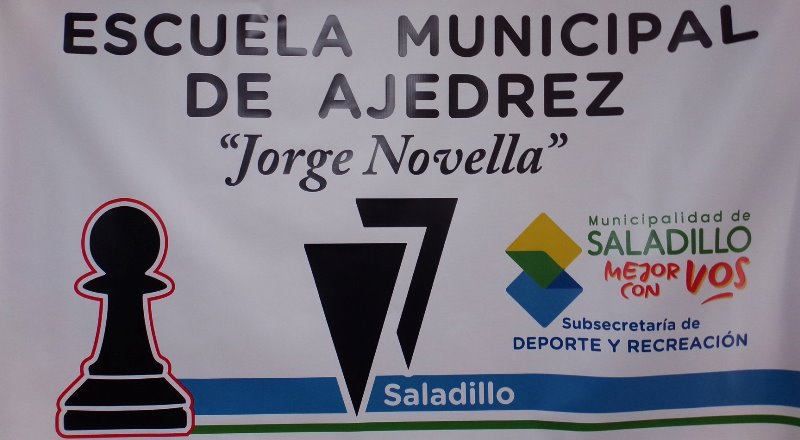 ESCUELA MUNICIPAL
DE AJEDREZ
“Jorge Novella”
Municipalidad de
SALADILLO
MEJOR
CON VOS
Subsecretaría de
DEPORTE Y RECREACIÓN
Saladillo